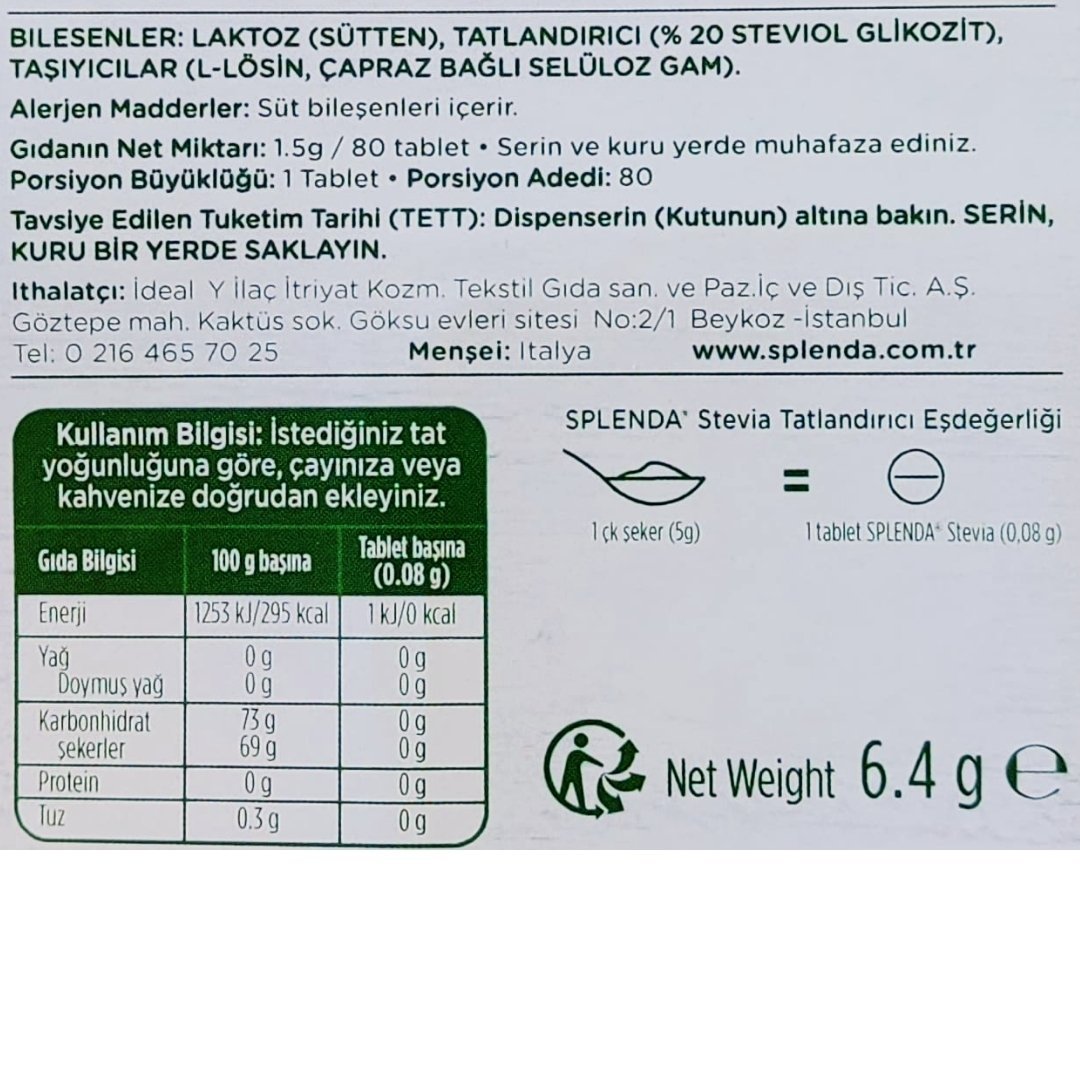 BILESENLER: LAKTOZ (SÜTTEN), TATLANDIRICI (% 20 STEVIOL GLİKOZİT),
TAŞIYICILAR (L-LÖSİN, ÇAPRAZ BAĞLI SELÜLOZ GAM).
Alerjen Madderler: Süt bileşenleri içerir.
Gıdanın Net Miktarı: 1.5g / 80 tablet • Serin ve kuru yerde muhafaza ediniz.
Porsiyon Büyüklüğü: 1 Tablet • Porsiyon Adedi: 80
Tavsiye Edilen Tuketim Tarihi (TETT): Dispenserin (Kutunun) altına bakın. SERİN,
KURU BİR YERDE SAKLAYIN.
Ithalatçı: İdeal Y İlaç İtriyat Kozm. Tekstil Gıda san. ve Paz.İç ve Dış Tic. A.Ş.
Göztepe mah. Kaktüs sok. Göksu evleri sitesi No:2/1 Beykoz -İstanbul
Tel: 0 216 465 70 25 Menşei: Italya www.splenda.com.tr
Kullanım Bilgisi: İstediğiniz tat
yoğunluğuna göre, çayınıza veya
kahvenize doğrudan ekleyiniz.
Gıda Bilgisi 100 g başına Tablet başına (0.08 g)
Enerji 1253 kJ/295 kcal 1 kJ/0 kcal
Yağ 0 g 0 g
Doymuş yağ 0 g 0 g
Karbonhidrat 73 g 0 g
şekerler 69 g 0 g
Protein 0 g 0 g
Tuz 0.3 g 0 g
SPLENDA® Stevia Tatlandırıcı Eşdeğerliği
=
1 çk şeker (5g) 1 tablet SPLENDA® Stevia (0,08 g)
Net Weight 6.4 g ℮